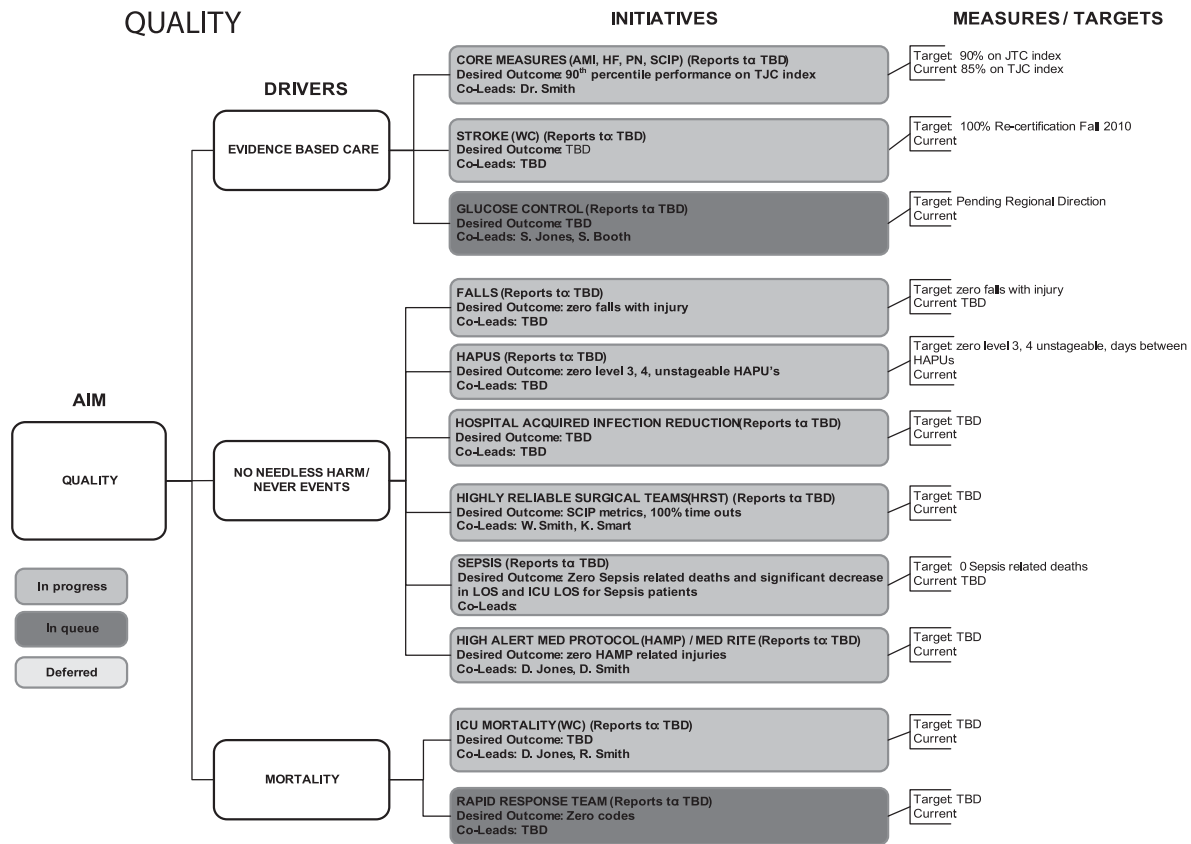 QUALITY
INITIATIVES
MEASURES / TARGETS
DRIVERS
AIM
QUALITY
In progress
In queue
Deferred
EVIDENCE BASED CARE
CORE MEASURES (AMI, HF, PN, SCIP) (Reports to: TBD)
Desired Outcome: 90th percentile performance on TJC index
Co-Leads: Dr. Smith
Target: 90% on JTC index
Current 85% on TJC index
STROKE (WC) (Reports to: TBD)
Desired Outcome: TBD
Co-Leads: TBD
Target: 100% Re-certification Fall 2010
Current
GLUCOSE CONTROL (Reports to: TBD)
Desired Outcome: TBD
Co-Leads: S. Jones, S. Booth
Target: Pending Regional Direction
Current
NO NEEDLESS HARM/
NEVER EVENTS
FALLS (Reports to: TBD)
Desired Outcome: zero falls with injury
Co-Leads: TBD
Target: zero falls with injury
Current TBD
HAPUS (Reports to: TBD)
Desired Outcome: zero level 3, 4, unstageable HAPU's
Co-Leads: TBD
Target: zero level 3, 4 unstageable, days between
HAPUs
Current
HOSPITAL ACQUIRED INFECTION REDUCTION(Reports to: TBD)
Desired Outcome: TBD
Co-Leads: TBD
Target: TBD
Current
HIGHLY RELIABLE SURGICAL TEAMS(HRST) (Reports to: TBD)
Desired Outcome: SCIP metrics, 100% time outs
Co-Leads: W. Smith, K. Smart
Target: TBD
Current
SEPSIS (Reports to: TBD)
Desired Outcome: Zero Sepsis related deaths and significant decrease
in LOS and ICU LOS for Sepsis patients
Co-Leads:
Target: 0 Sepsis related deaths
Current TBD
HIGH ALERT MED PROTOCOL (HAMP) / MED RITE (Reports to: TBD)
Desired Outcome: zero HAMP related injuries
Co-Leads: D. Jones, D. Smith
Target: TBD
Current
MORTALITY
ICU MORTALITY (WC) (Reports to: TBD)
Desired Outcome: TBD
Co-Leads: D. Jones, R. Smith
Target: TBD
Current
RAPID RESPONSE TEAM (Reports to: TBD)
Desired Outcome: Zero codes
Co-Leads: TBD
Target: TBD
Current